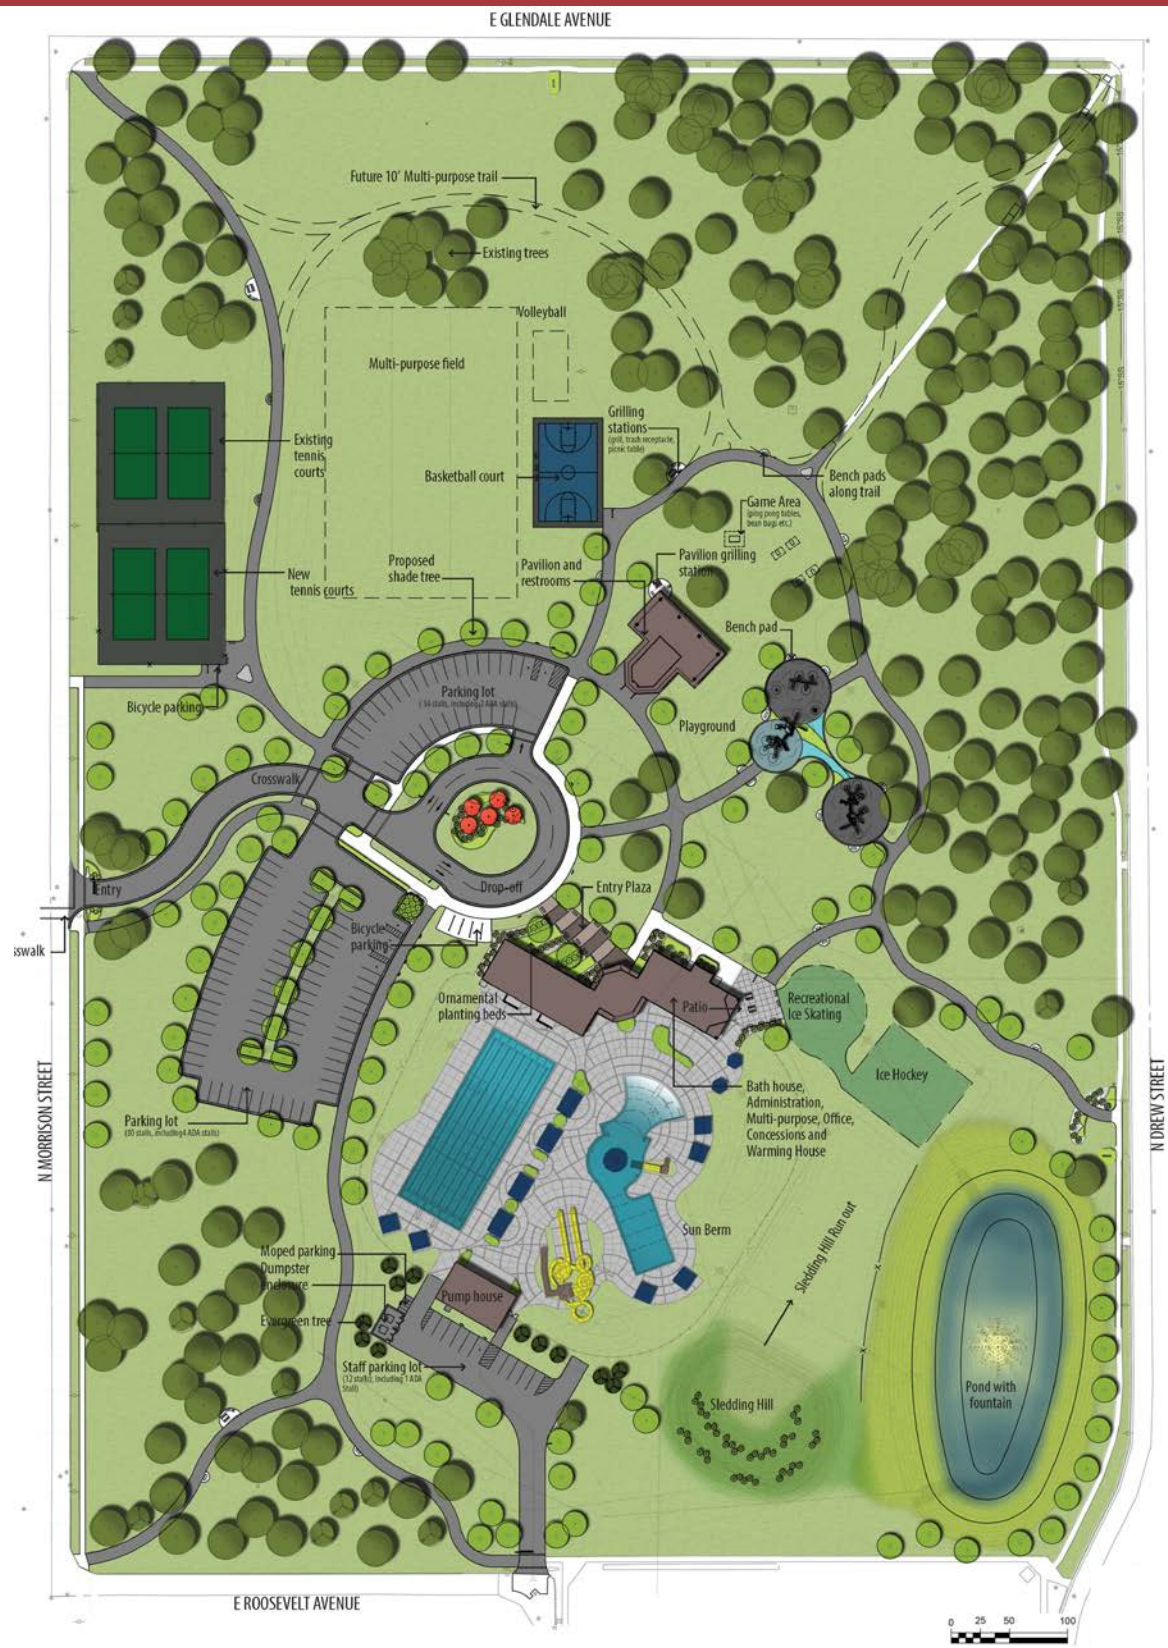 E GLENDALE AVENUE
Future 10' Multi-purpose trail
Existing trees
Volleyball
Multi-purpose field
Grilling
stations
(grill, trash receptacle,
picnic table)
Existing
tennis
courts
Basketball court
Bench pads
along trail
Game Area
(ping pong tables,
bean bags etc.)
Proposed
shade tree
Pavilion and
restrooms
Pavilion grilling
station
New
tennis courts
Bench pad
Parking lot
Bicycle parking
Playground
Crosswalk
Entry
Drop-off
Entry Plaza
Bicycle
parking
swalk
Ornamental
planting beds
Patio
Recreational
Ice Skating
Ice Hockey
N MORRISON STREET
N DREW STREET
Bath house,
Administration,
Multi-purpose, Office,
Concessions and
Warming House
Parking lot
(80 stalls, including 4 ADA stalls)
Sun Berm
Sledding Hill Run out
Moped parking
Dumpster
enclosure
Pump house
Evergreen tree
Staff parking lot
(12 stalls, including 1 ADA
Stall)
Sledding Hill
Pond with
fountain
E ROOSEVELT AVENUE
0 25 50 100